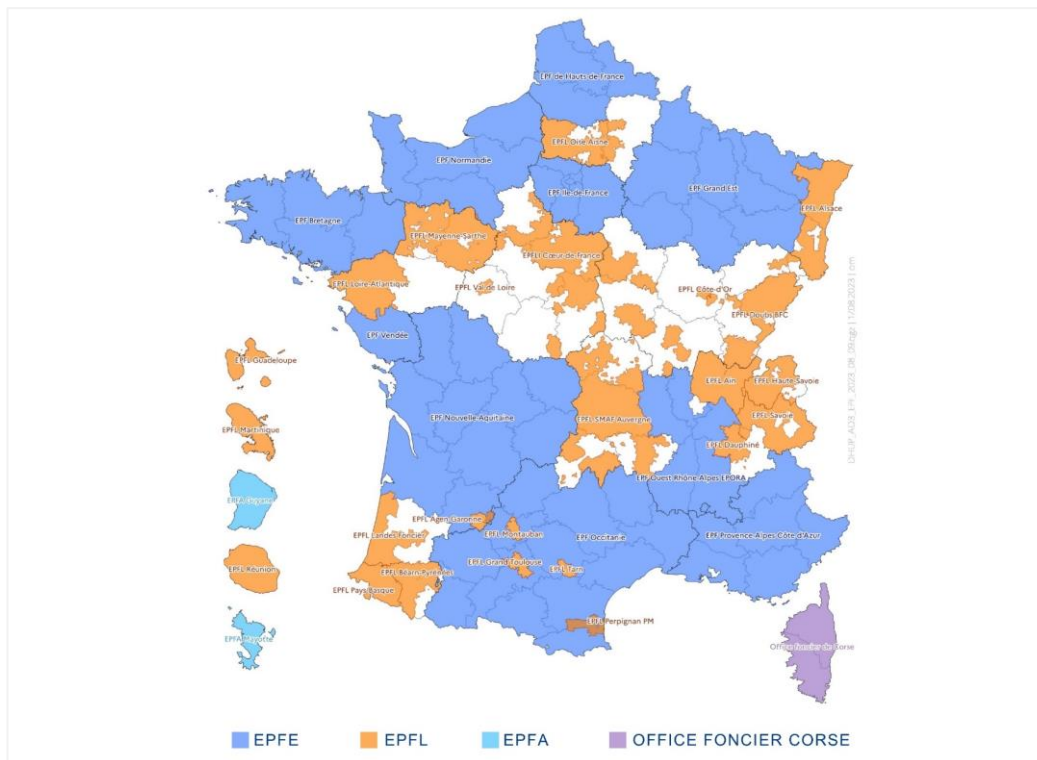 EPF de Hauts de France
EPFL Oise Aisne
EPF Normandie
EPF Ile-de-France
EPF Grand Est
EPFL Alsace
EPF Bretagne
EPFL Mayenne-Sarthe
EPFLI Cœur de France
EPFL Loire-Atlantique
EPFL Val de Loire
EPFL Côte-d'Or
EPFL Doubs BFC
EPF Vendée
EPFL Guadeloupe
EPFL Ain
EPFL Haute-Savoie
EPF Nouvelle Aquitaine
EPFL SMAF Auvergne
EPFL Savoie
EPFL Martinique
EPFL Dauphiné
EPF Ouest Rhône Alpes EPORA
EPFA Guyane
EPFL Agen Garonne
EPFL Landes Foncier
EPFL Montauban
EPF Occitanie
EPF Provence Alpes Côte d'Azur
EPFL Grand Toulouse
EPFL Tarn
EPFL Réunion
EPFL Béarn Pyrénées
EPFL Pays Basque
EPFL Perpignan PM
EPFA Mayotte
Office foncier de Corse
EPFE EPFL EPFA OFFICE FONCIER CORSE